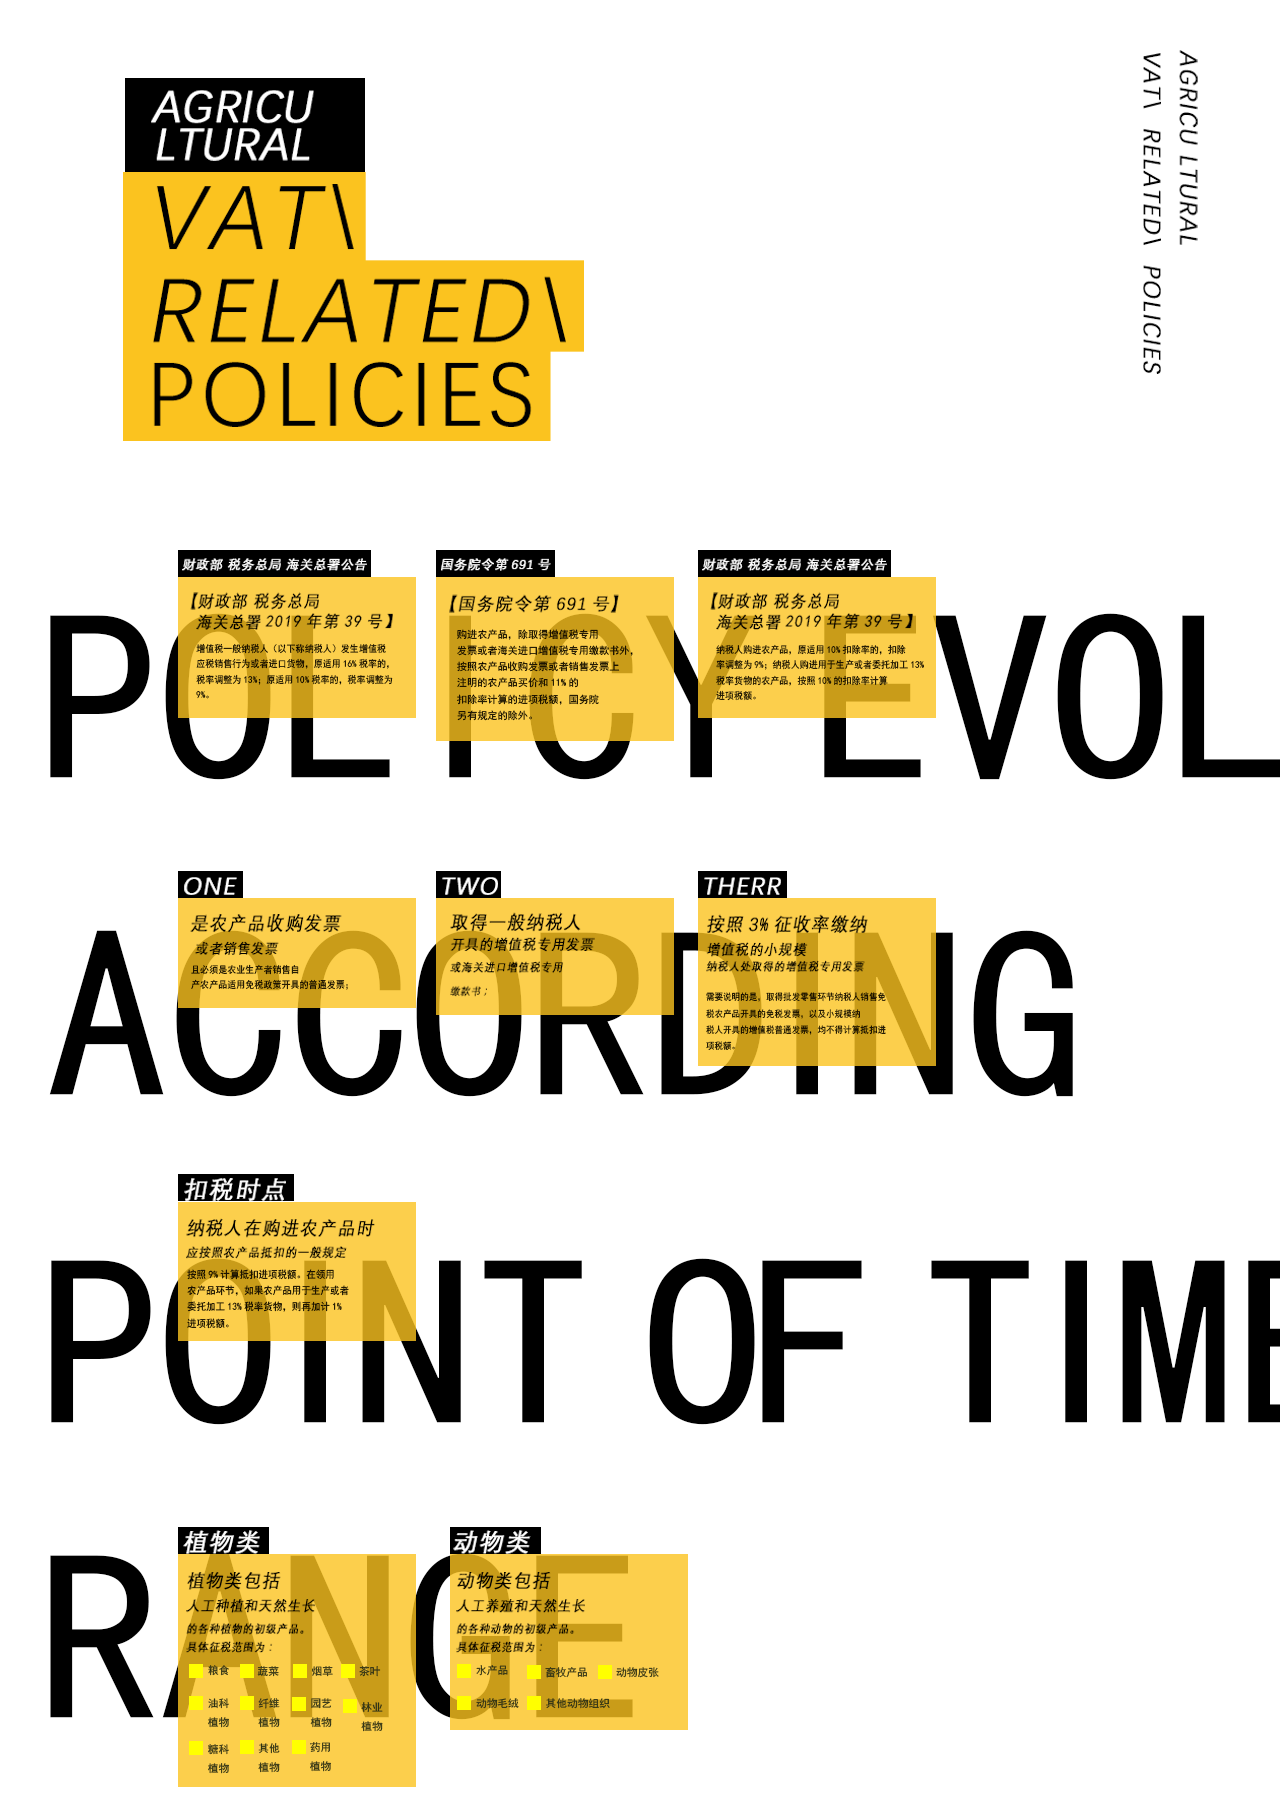 AGRICU
LTURAL
VAT\
RELATED\
POLICIES
AGRICU LTURAL
VAT\ RELATED\ POLICIES
POLICY EVOL
财政部 税务总局 海关总署公告
【财政部 税务总局
海关总署 2019 年第 39 号】
增值税一般纳税人（以下称纳税人）发生增值税
应税销售行为或者进口货物，原适用 16% 税率的，
税率调整为 13%；原适用 10% 税率的，税率调整为
9%。
国务院令第 691 号
【国务院令第 691 号】
购进农产品，除取得增值税专用
发票或者海关进口增值税专用缴款书外，
按照农产品收购发票或者销售发票上
注明的农产品买价和 11% 的
扣除率计算的进项税额，国务院
另有规定的除外。
财政部 税务总局 海关总署公告
【财政部 税务总局
海关总署 2019 年第 39 号】
纳税人购进农产品，原适用 10% 扣除率的，扣除
率调整为 9%；纳税人购进用于生产或者委托加工 13%
税率货物的农产品，按照 10% 的扣除率计算
进项税额。
ACCORDING
ONE
是农产品收购发票
或者销售发票
且必须是农业生产者销售自
产农产品适用免税政策开具的普通发票；
TWO
取得一般纳税人
开具的增值税专用发票
或海关进口增值税专用
缴款书；
THERR
按照 3% 征收率缴纳
增值税的小规模
纳税人处取得的增值税专用发票
需要说明的是，取得批发零售环节纳税人销售免
税农产品开具的免税发票，以及小规模纳
税人开具的增值税普通发票，均不得计算抵扣进
项税额。
POINT OF TIME
扣税时点
纳税人在购进农产品时
应按照农产品抵扣的一般规定
按照 9% 计算抵扣进项税额。在领用
农产品环节，如果农产品用于生产或者
委托加工 13% 税率货物，则再加计 1%
进项税额。
RANGE
植物类
植物类包括
人工种植和天然生长
的各种植物的初级产品。
具体征税范围为：
粮食 蔬菜 烟草 茶叶
油科植物 纤维植物 园艺植物 林业植物
糖科植物 其他植物 药用植物
动物类
动物类包括
人工养殖和天然生长
的各种动物的初级产品。
具体征税范围为：
水产品 畜牧产品 动物皮张
动物毛绒 其他动物组织